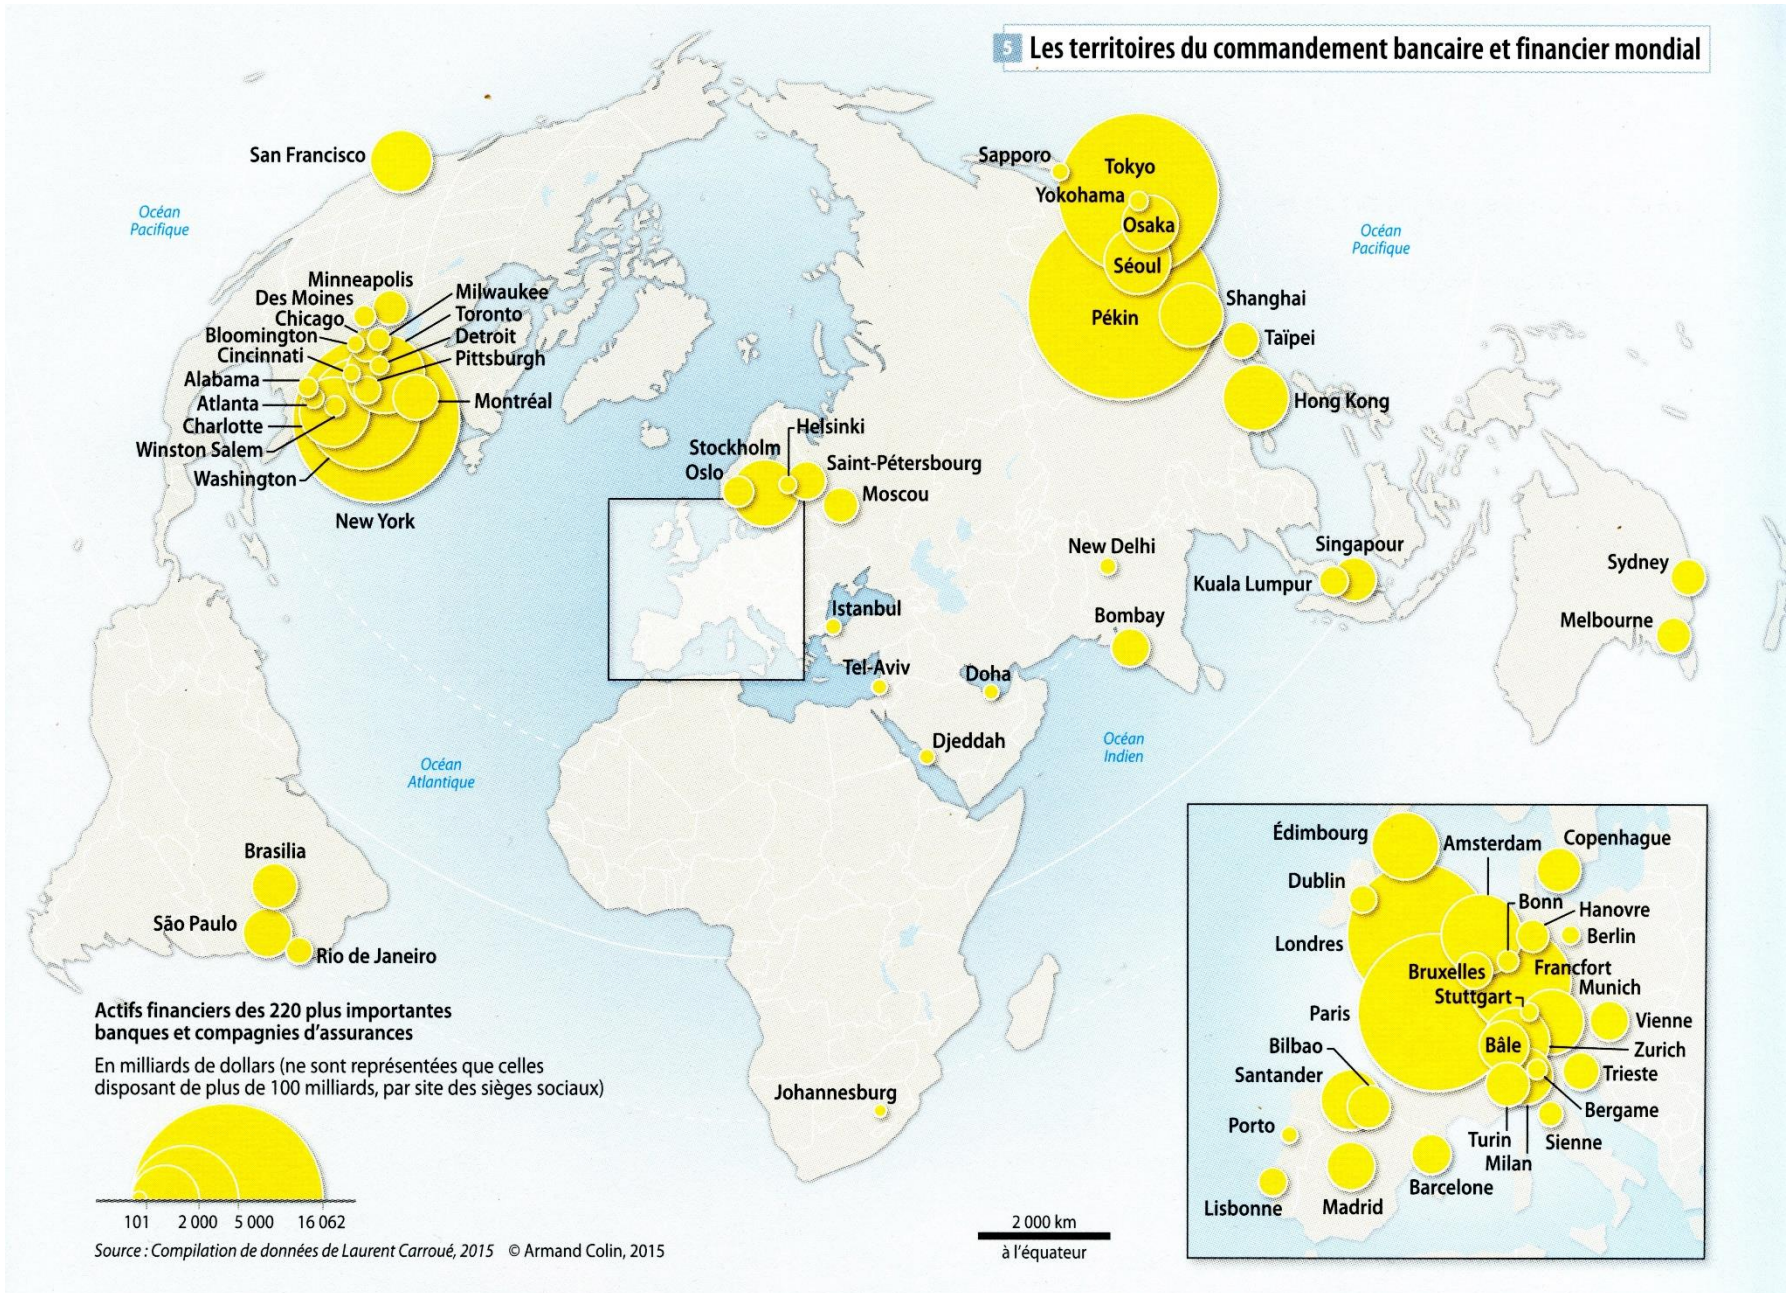 5 Les territoires du commandement bancaire et financier mondial
San Francisco
Océan
Pacifique
Minneapolis
Des Moines
Chicago
Bloomington
Cincinnati
Alabama
Atlanta
Charlotte
Winston Salem
Washington
New York
Milwaukee
Toronto
Detroit
Pittsburgh
Montréal
Sapporo
Tokyo
Yokohama
Osaka
Séoul
Pékin
Shanghai
Taïpei
Hong Kong
Océan
Pacifique
Stockholm
Oslo
Helsinki
Saint-Pétersbourg
Moscou
Istanbul
Tel-Aviv
Doha
Djeddah
New Delhi
Bombay
Singapour
Kuala Lumpur
Sydney
Melbourne
Océan
Atlantique
Océan
Indien
Brasilia
São Paulo
Rio de Janeiro
Johannesburg
Édimbourg
Amsterdam
Copenhague
Dublin
Bonn
Hanovre
Berlin
Londres
Bruxelles
Francfort
Munich
Stuttgart
Paris
Vienne
Bâle
Zurich
Bilbao
Santander
Trieste
Bergame
Porto
Turin
Milan
Sienne
Lisbonne
Madrid
Barcelone
Actifs financiers des 220 plus importantes
banques et compagnies d'assurances
En milliards de dollars (ne sont représentées que celles
disposant de plus de 100 milliards, par site des sièges sociaux)
101 2 000 5 000 16 062
Source : Compilation de données de Laurent Carroué, 2015 © Armand Colin, 2015
2 000 km
à l'équateur